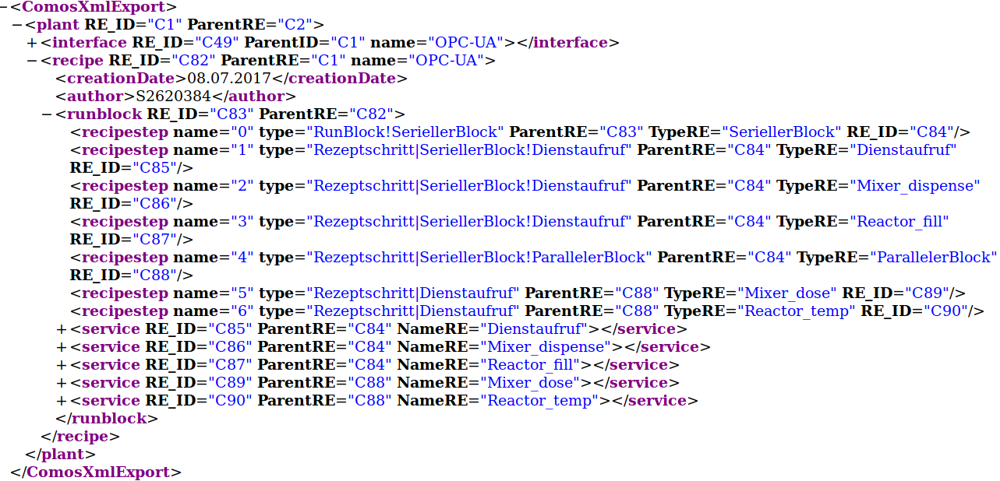 −<ComosXmlExport>
−<plant RE_ID="C1" ParentRE="C2">
+<interface RE_ID="C49" ParentID="C1" name="OPC-UA"></interface>
−<recipe RE_ID="C82" ParentRE="C1" name="OPC-UA">
<creationDate>08.07.2017</creationDate>
<author>S2620384</author>
−<runblock RE_ID="C83" ParentRE="C82">
<recipestep name="0" type="RunBlock!SeriellerBlock" ParentRE="C83" TypeRE="SeriellerBlock" RE_ID="C84"/>
<recipestep name="1" type="Rezeptschritt|SeriellerBlock!Dienstaufruf" ParentRE="C84" TypeRE="Dienstaufruf"
RE_ID="C85"/>
<recipestep name="2" type="Rezeptschritt|SeriellerBlock!Dienstaufruf" ParentRE="C84" TypeRE="Mixer_dispense"
RE_ID="C86"/>
<recipestep name="3" type="Rezeptschritt|SeriellerBlock!Dienstaufruf" ParentRE="C84" TypeRE="Reactor_fill"
RE_ID="C87"/>
<recipestep name="4" type="Rezeptschritt|SeriellerBlock!ParallelerBlock" ParentRE="C84" TypeRE="ParallelerBlock"
RE_ID="C88"/>
<recipestep name="5" type="Rezeptschritt|Dienstaufruf" ParentRE="C88" TypeRE="Mixer_dose" RE_ID="C89"/>
<recipestep name="6" type="Rezeptschritt|Dienstaufruf" ParentRE="C88" TypeRE="Reactor_temp" RE_ID="C90"/>
+<service RE_ID="C85" ParentRE="C84" NameRE="Dienstaufruf"></service>
+<service RE_ID="C86" ParentRE="C84" NameRE="Mixer_dispense"></service>
+<service RE_ID="C87" ParentRE="C84" NameRE="Reactor_fill"></service>
+<service RE_ID="C89" ParentRE="C88" NameRE="Mixer_dose"></service>
+<service RE_ID="C90" ParentRE="C88" NameRE="Reactor_temp"></service>
</runblock>
</recipe>
</plant>
</ComosXmlExport>